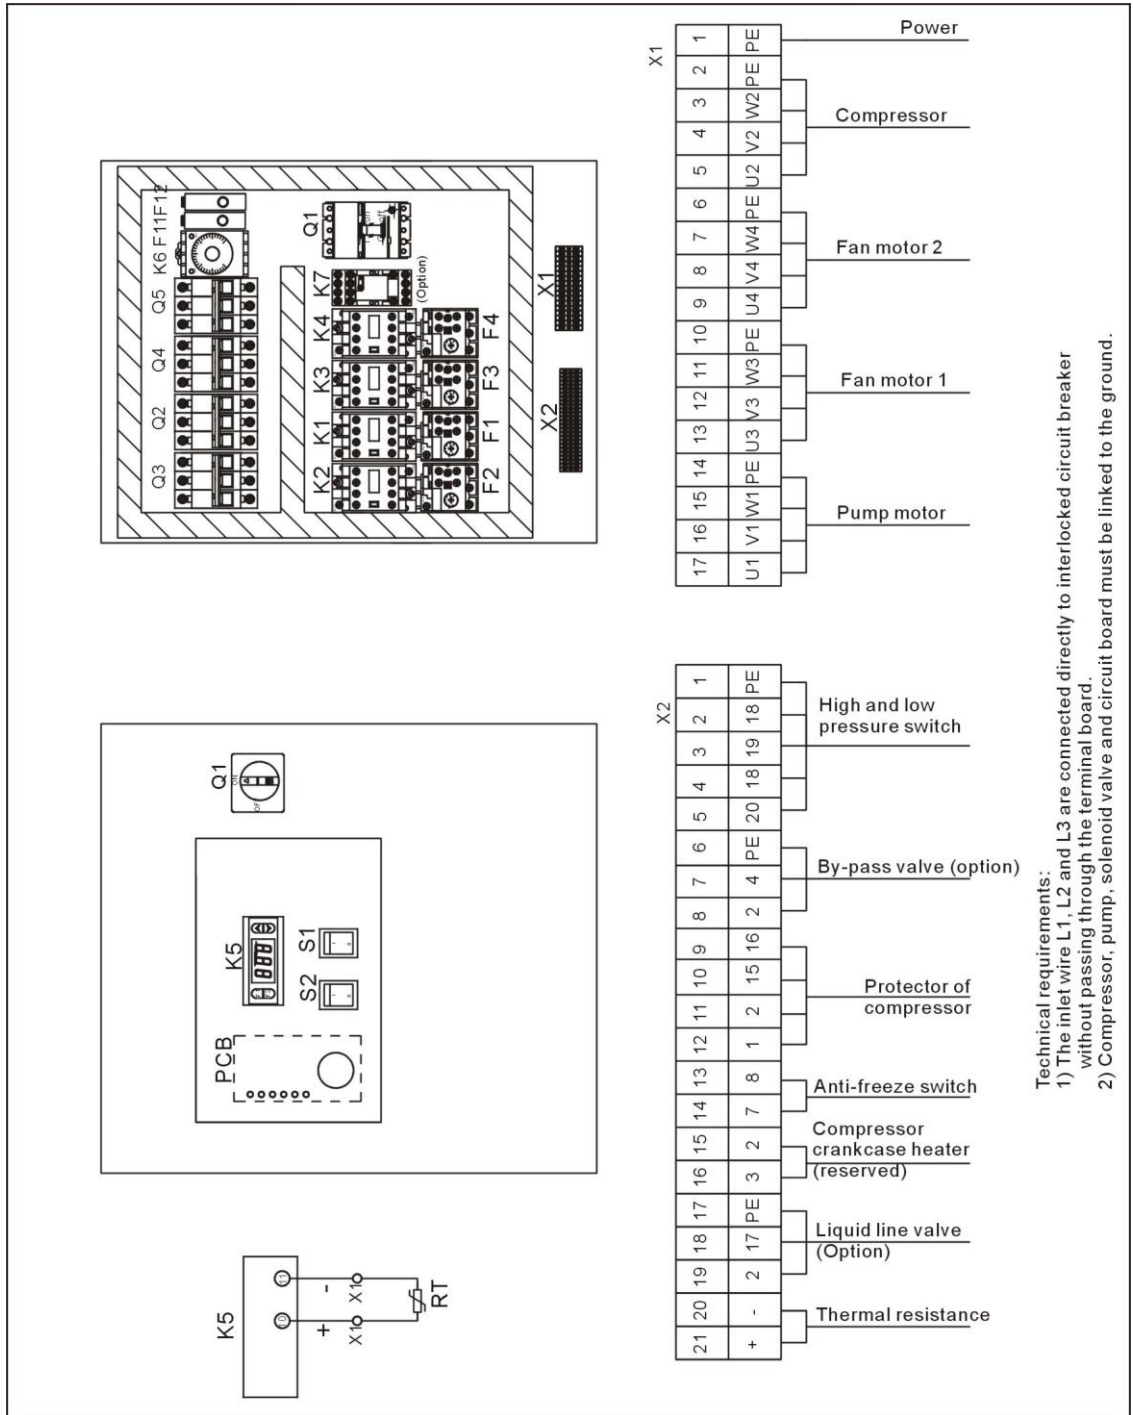 K6 F11F12
Q5
Q4
Q2
Q3
Q1
ON
OFF
K7
(Option)
K4
K3
K1
K2
F4
F3
F1
F2
X1
X2
Q1
ON
OFF
K5
888
S1
S2
PCB
K5
11
10
-
+
X1
X1
RT
X1
1 PE
2 PE
3 W2
4 V2
5 U2
6 PE
7 W4
8 V4
9 U4
10 PE
11 W3
12 V3
13 U3
14 PE
15 W1
16 V1
17 U1
Power
Compressor
Fan motor 2
Fan motor 1
Pump motor
X2
1 PE
2 18
3 19
4 18
5 20
6 PE
7 4
8 2
9 16
10 15
11 2
12 1
13 8
14 7
15 2
16 3
17 PE
18 17
19 2
20 -
21 +
High and low
pressure switch
By-pass valve (option)
Protector of
compressor
Anti-freeze switch
Compressor
crankcase heater
(reserved)
Liquid line valve
(Option)
Thermal resistance
Technical requirements:
1) The inlet wire L1, L2 and L3 are connected directly to interlocked circuit breaker
without passing through the terminal board.
2) Compressor, pump, solenoid valve and circuit board must be linked to the ground.